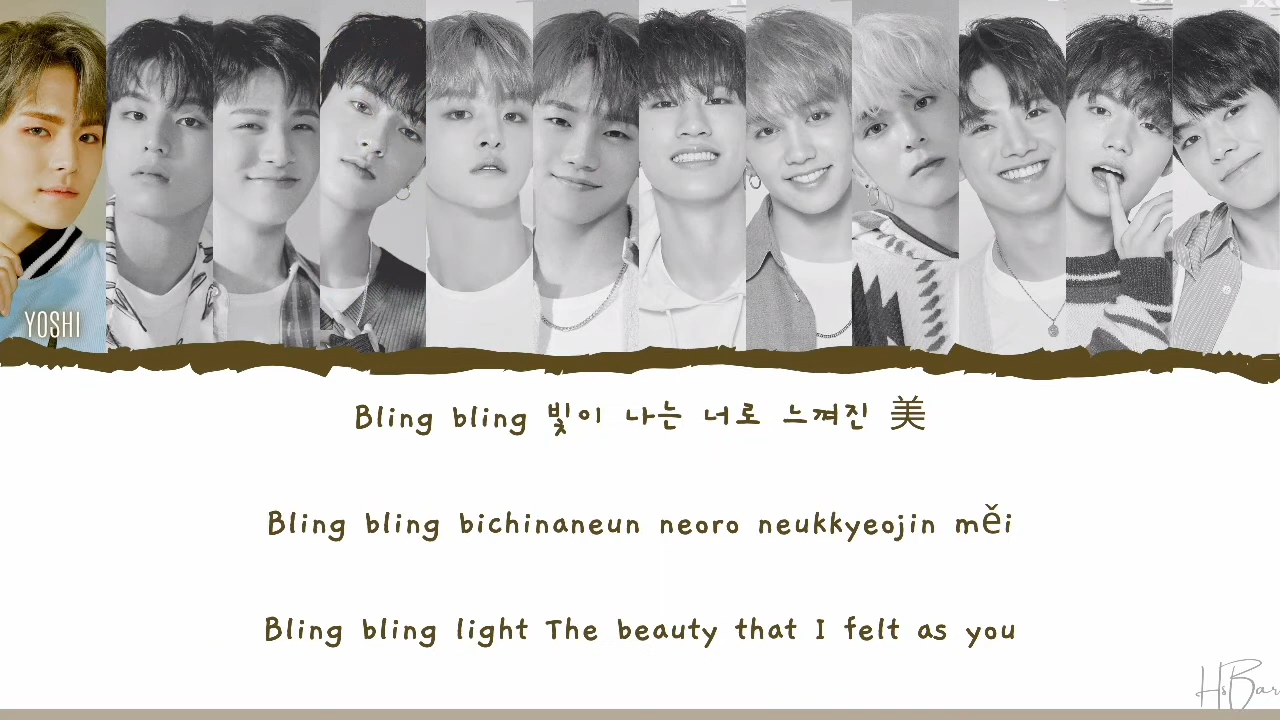 YOSHI
Bling bling 빛이 나는 너로 느껴진 美
Bling bling bichinaneun neoro neukkyeojin měi
Bling bling light The beauty that I felt as you
HsBar